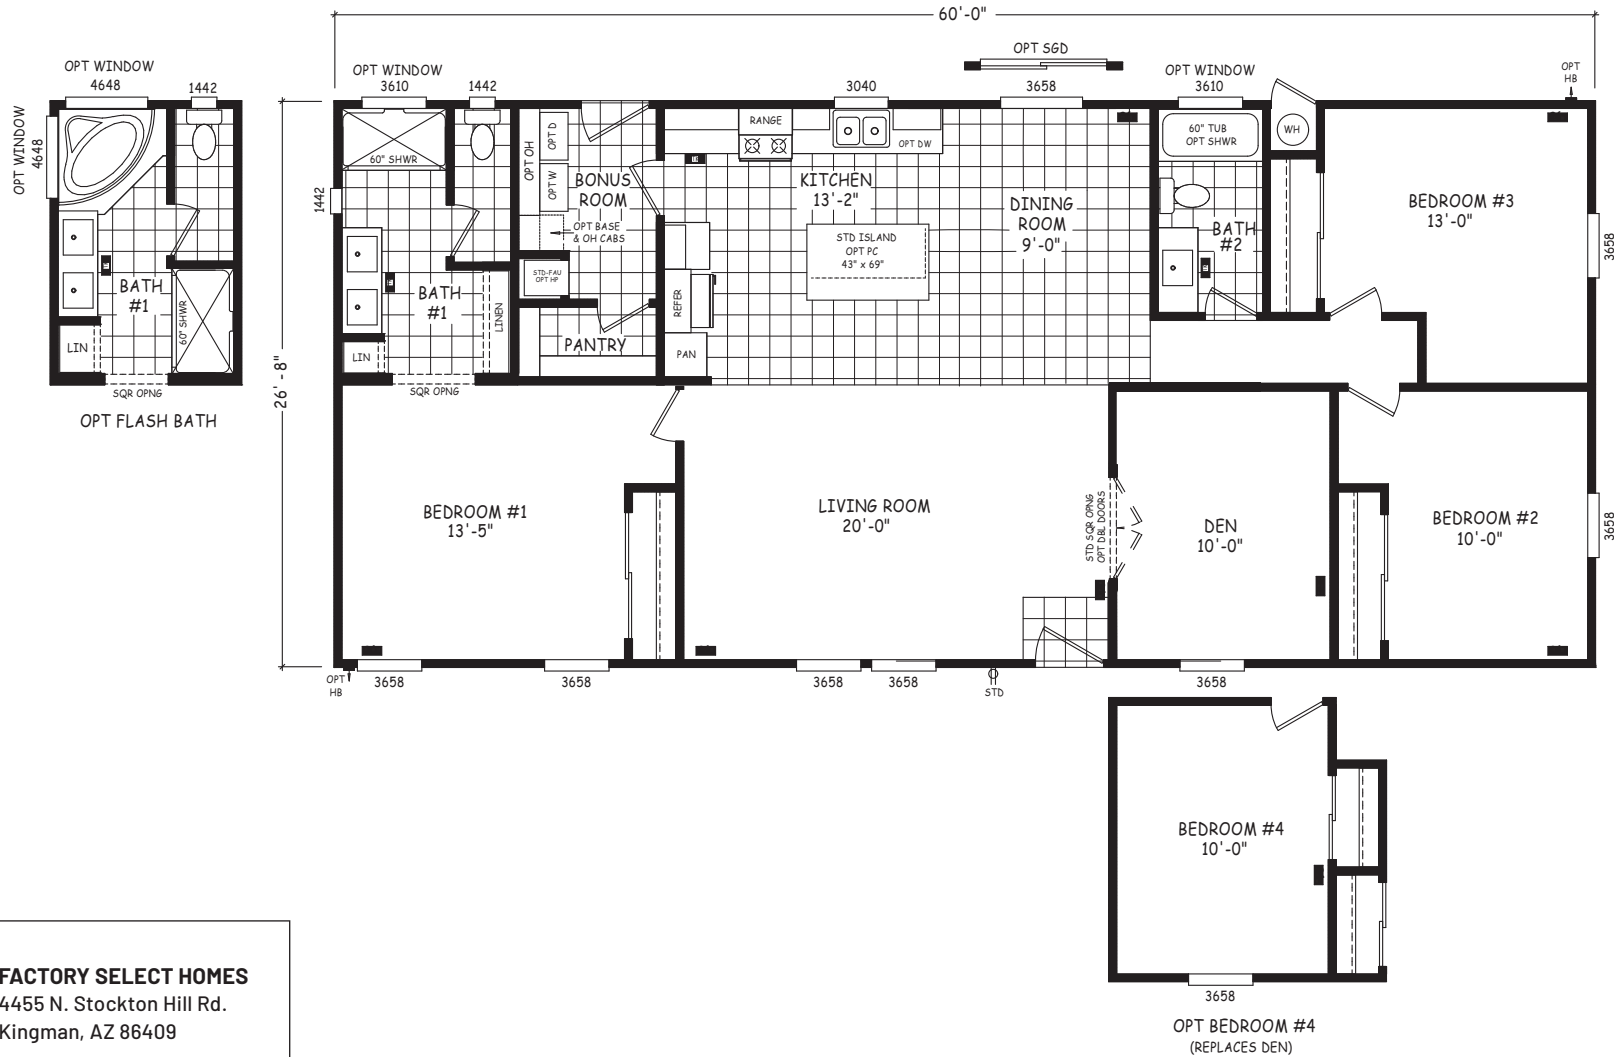 60'-0"
OPT SGD
OPT WINDOW
4648
1442
OPT WINDOW
4648
LIN
BATH
#1
60" SHWR
SQR OPNG
OPT FLASH BATH
26'-8"
OPT WINDOW
3610
1442
1442
60" SHWR
BATH
#1
LINEN
LIN
SQR OPNG
OPT OH
OPT D
OPT W
BONUS
ROOM
OPT BASE
& OH CABS
STD-FAU
OPT HP
PANTRY
3040
3658
RANGE
OPT DW
KITCHEN
13'-2"
STD ISLAND
OPT PC
43" x 69"
REFER
PAN
DINING
ROOM
9'-0"
OPT WINDOW
3610
60" TUB
OPT SHWR
BATH
#2
WH
OPT
HB
BEDROOM #3
13'-0"
3658
BEDROOM #1
13'-5"
LIVING ROOM
20'-0"
STD SQR OPNG
OPT DBL DOORS
DEN
10'-0"
BEDROOM #2
10'-0"
3658
OPT
HB
3658
3658
3658
3658
STD
3658
BEDROOM #4
10'-0"
3658
OPT BEDROOM #4
(REPLACES DEN)
FACTORY SELECT HOMES
4455 N. Stockton Hill Rd.
Kingman, AZ 86409